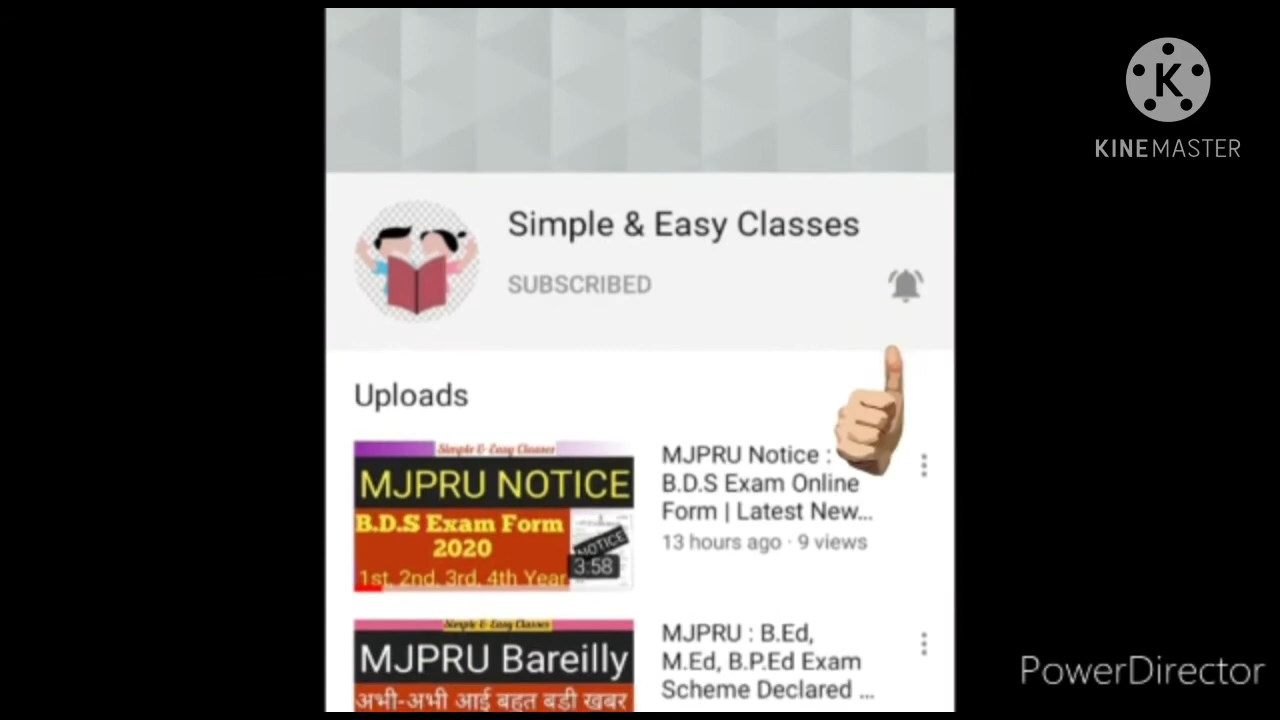 KINEMASTER
Simple & Easy Classes
SUBSCRIBED
Uploads
Simple & Easy Classes
MJPRU NOTICE
B.D.S Exam Form
2020
1st, 2nd, 3rd, 4th Year
NOTICE
3:58
MJPRU Notice :
B.D.S Exam Online
Form | Latest New...
13 hours ago · 9 views
Simple & Easy Classes
MJPRU Bareilly
अभी-अभी आई बहुत बडी खबर
MJPRU : B.Ed,
M.Ed, B.P.Ed Exam
Scheme Declared ...
PowerDirector